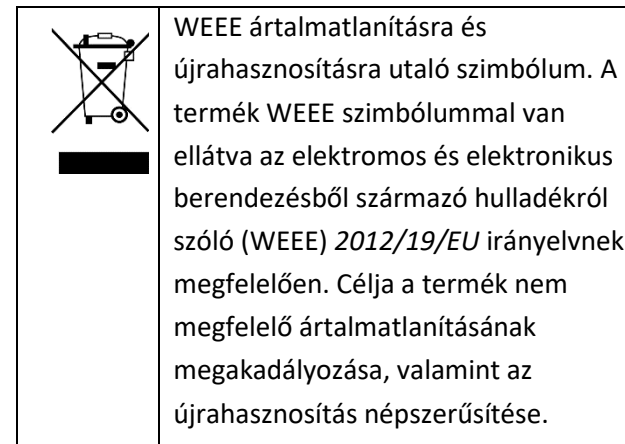 WEEE ártalmatlanításra és
újrahasznosításra utaló szimbólum. A
termék WEEE szimbólummal van
ellátva az elektromos és elektronikus
berendezésből származó hulladékról
szóló (WEEE) 2012/19/EU irányelvnek
megfelelően. Célja a termék nem
megfelelő ártalmatlanításának
megakadályozása, valamint az
újrahasznosítás népszerűsítése.